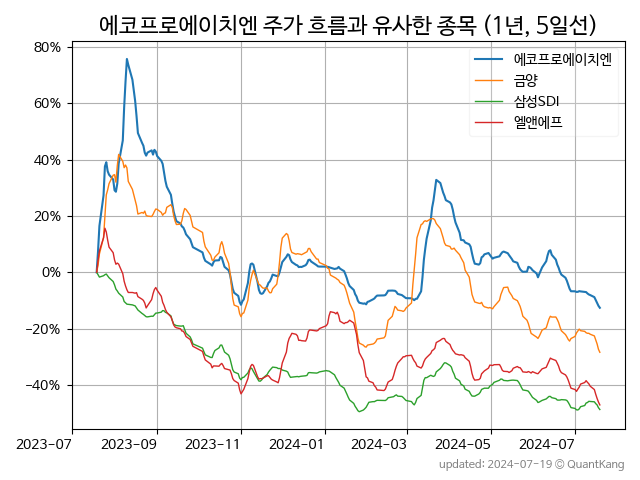 에코프로에이치엔 주가 흐름과 유사한 종목 (1년, 5일선)
80%
60%
40%
20%
0%
−20%
−40%
에코프로에이치엔
금양
삼성SDI
엘앤에프
2023-07
2023-09
2023-11
2024-01
2024-03
2024-05
2024-07
updated: 2024-07-19 © QuantKang